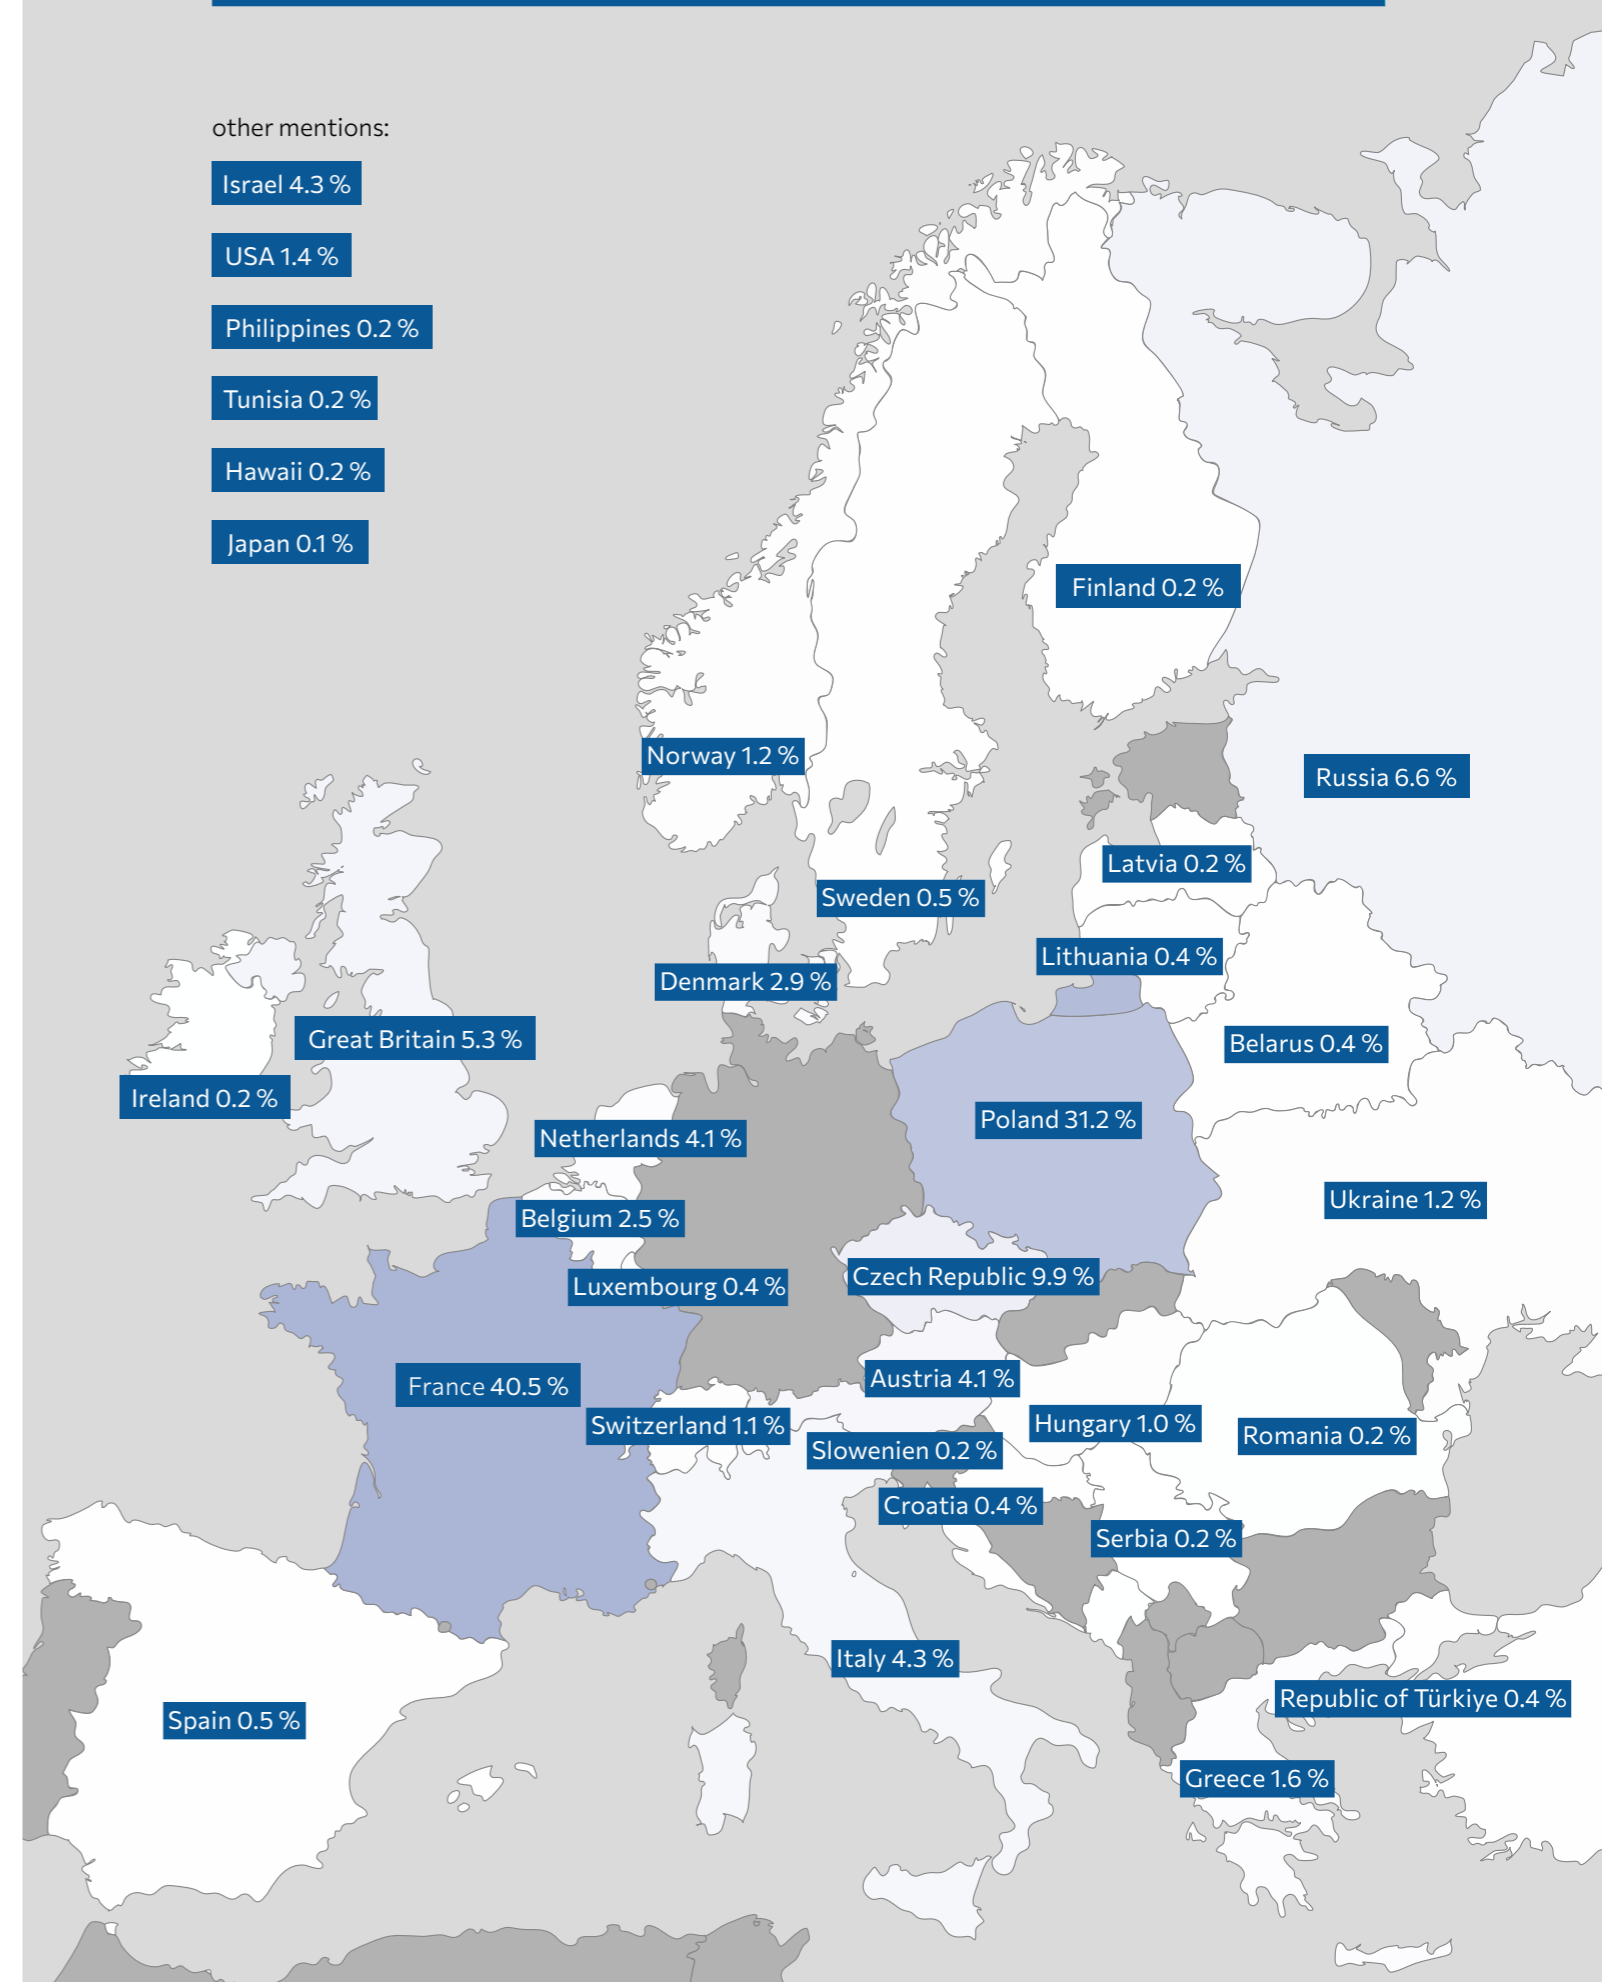 other mentions:
Israel 4.3 %
USA 1.4 %
Philippines 0.2 %
Tunisia 0.2 %
Hawaii 0.2 %
Japan 0.1 %
Finland 0.2 %
Norway 1.2 %
Russia 6.6 %
Latvia 0.2 %
Sweden 0.5 %
Lithuania 0.4 %
Denmark 2.9 %
Great Britain 5.3 %
Belarus 0.4 %
Ireland 0.2 %
Poland 31.2 %
Netherlands 4.1 %
Ukraine 1.2 %
Belgium 2.5 %
Czech Republic 9.9 %
Luxembourg 0.4 %
Austria 4.1 %
France 40.5 %
Switzerland 1.1 %
Hungary 1.0 %
Romania 0.2 %
Slowenien 0.2 %
Croatia 0.4 %
Serbia 0.2 %
Italy 4.3 %
Republic of Türkiye 0.4 %
Spain 0.5 %
Greece 1.6 %